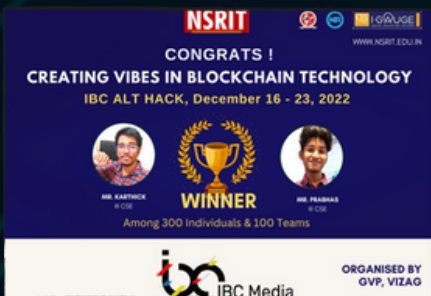 NSRIT
I·GAUGE
WWW.NSRIT.EDU.IN
CONGRATS !
CREATING VIBES IN BLOCKCHAIN TECHNOLOGY
IBC ALT HACK, December 16 - 23, 2022
MR. KARTHICK
III CSE
WINNER
MR. PRABHAS
III CSE
Among 300 Individuals & 100 Teams
IBC Media
ORGANISED BY
GVP, VIZAG